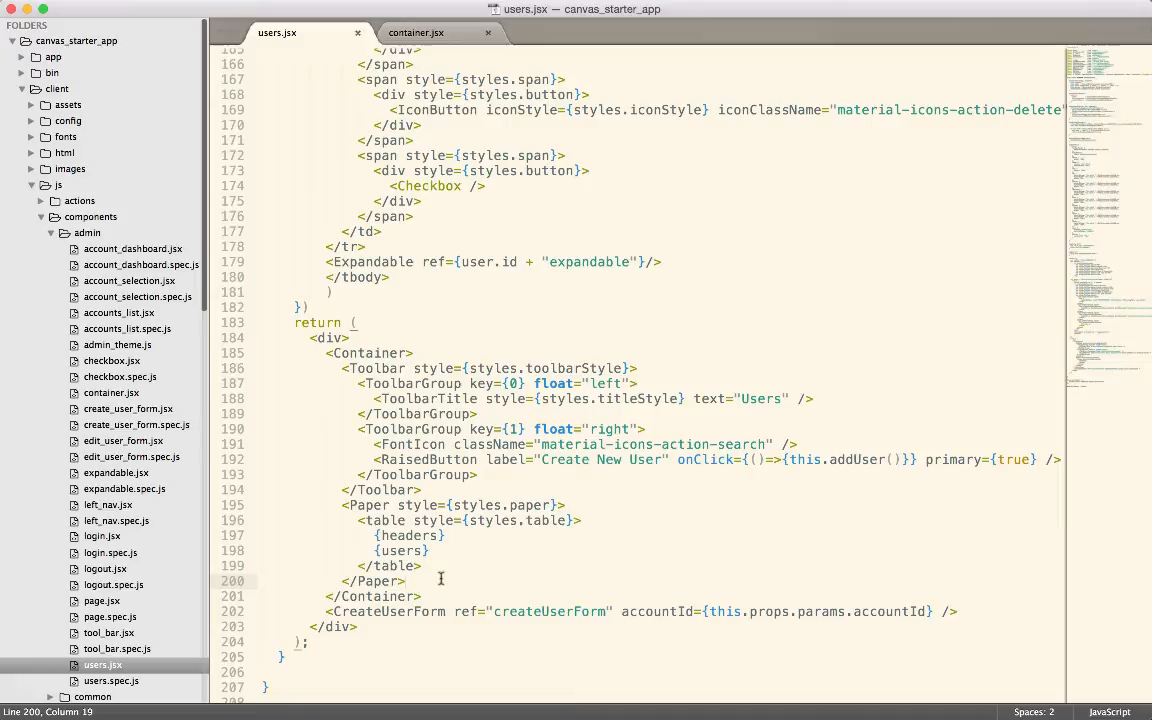 users.jsx — canvas_starter_app
FOLDERS
canvas_starter_app
app
bin
client
assets
config
fonts
html
images
js
actions
components
admin
account_dashboard.jsx
account_dashboard.spec.js
account_selection.jsx
account_selection.spec.js
accounts_list.jsx
accounts_list.spec.js
admin_theme.js
checkbox.jsx
checkbox.spec.js
container.jsx
create_user_form.jsx
create_user_form.spec.js
edit_user_form.jsx
edit_user_form.spec.js
expandable.jsx
expandable.spec.js
left_nav.jsx
left_nav.spec.js
login.jsx
login.spec.js
logout.jsx
logout.spec.js
page.jsx
page.spec.js
tool_bar.jsx
tool_bar.spec.js
users.jsx
users.spec.js
common
users.jsx × container.jsx ×
165 </div>
166 </span>
167 <span style={styles.span}>
168 <div style={styles.button}>
169 <IconButton iconStyle={styles.iconStyle} iconClassName="material-icons-action-delete"
170 </div>
171 </span>
172 <span style={styles.span}>
173 <div style={styles.button}>
174 <Checkbox />
175 </div>
176 </span>
177 </td>
178 </tr>
179 <Expandable ref={user.id + "expandable"}/>
180 </tbody>
181 )
182 })
183 return (
184 <div>
185 <Container>
186 <Toolbar style={styles.toolbarStyle}>
187 <ToolbarGroup key={0} float="left">
188 <ToolbarTitle style={styles.titleStyle} text="Users" />
189 </ToolbarGroup>
190 <ToolbarGroup key={1} float="right">
191 <FontIcon className="material-icons-action-search" />
192 <RaisedButton label="Create New User" onClick={()=>{this.addUser()}} primary={true} />
193 </ToolbarGroup>
194 </Toolbar>
195 <Paper style={styles.paper}>
196 <table style={styles.table}>
197 {headers}
198 {users}
199 </table>
200 </Paper>
201 </Container>
202 <CreateUserForm ref="createUserForm" accountId={this.props.params.accountId} />
203 </div>
204 );
205 }
206
207 }
208
Line 200, Column 19
Spaces: 2
JavaScript